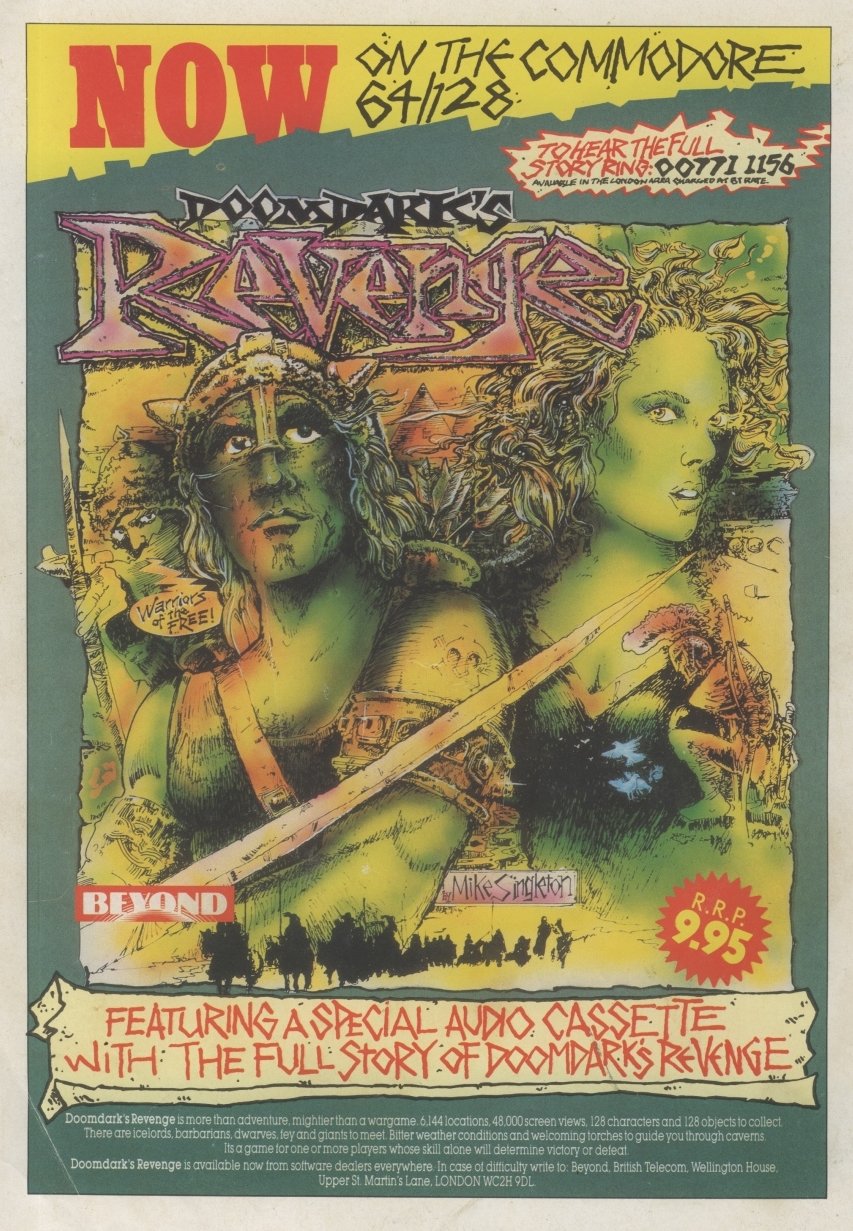 NOW
ON THE COMMODORE
64/128
TO HEAR THE FULL
STORY RING: 00771 1156
AVAILABLE IN THE LONDON AREA CHARGED AT BT RATE
DOOMDARK'S
Revenge
Warriors
of the
FREE!
BY Mike Singleton
BEYOND
R.R.P.
9.95
FEATURING A SPECIAL AUDIO CASSETTE
WITH THE FULL STORY OF DOOMDARK'S REVENGE
Doomdark's Revenge is more than adventure, mightier than a wargame. 6,144 locations, 48,000 screen views, 128 characters and 128 objects to collect.
There are icelords, barbarians, dwarves, fey and giants to meet. Bitter weather conditions and welcoming torches to guide you through caverns.
Its a game for one or more players whose skill alone will determine victory or defeat.
Doomdark's Revenge is available now from software dealers everywhere. In case of difficulty write to: Beyond, British Telecom, Wellington House,
Upper St. Martin's Lane, LONDON WC2H 9DL.